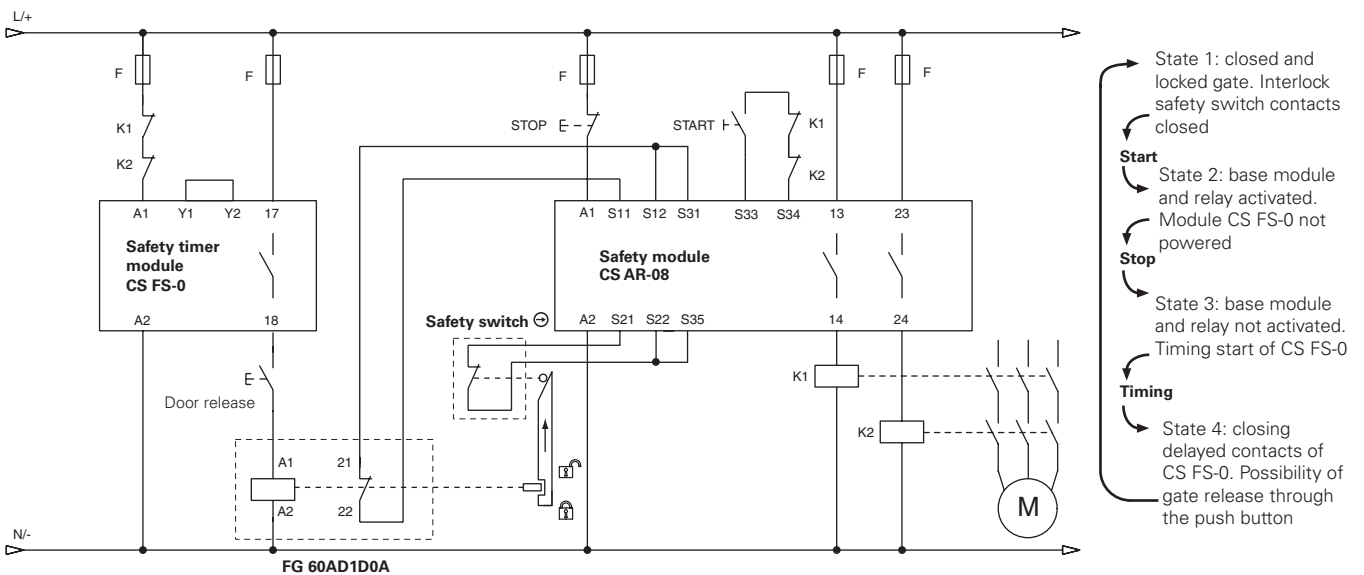 L/+
F
F
F
F
F
K1
K2
STOP
START
K1
K2
A1 Y1 Y2 17
A1 S11 S12 S31 S33 S34 13 23
Safety timer
module
CS FS-0
Safety module
CS AR-08
A2 18
Safety switch
A2 S21 S22 S35 14 24
Door release
K1
K2
A1
A2
21
22
M
N/-
FG 60AD1D0A
State 1: closed and
locked gate. Interlock
safety switch contacts
closed
Start
State 2: base module
and relay activated.
Module CS FS-0 not
powered
Stop
State 3: base module
and relay not activated.
Timing start of CS FS-0
Timing
State 4: closing
delayed contacts of
CS FS-0. Possibility of
gate release through
the push button